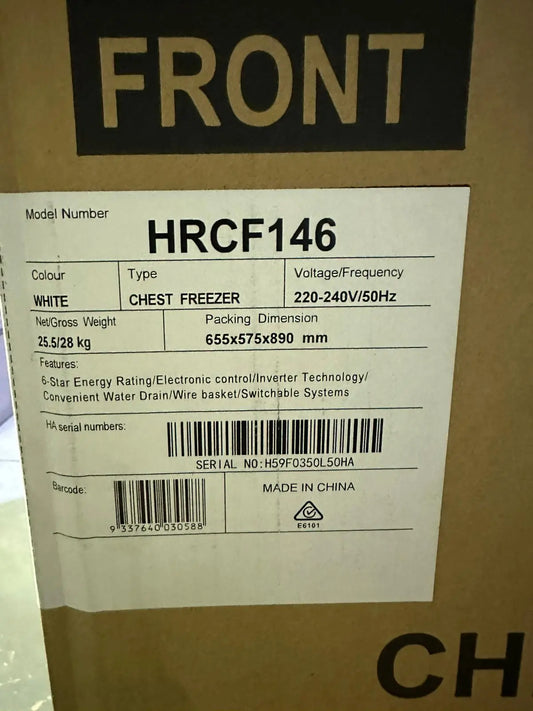 FRONT
Model Number
HRCF146
Colour
WHITE
Type
CHEST FREEZER
Voltage/Frequency
220-240V/50Hz
Net/Gross Weight
25.5/28 kg
Packing Dimension
655x575x890 mm
Features:
6-Star Energy Rating/Electronic control/Inverter Technology/
Convenient Water Drain/Wire basket/Switchable Systems
HA serial numbers:
SERIAL NO:H59F0350L50HA
Barcode:
9 337640 030588
MADE IN CHINA
E6101
CH